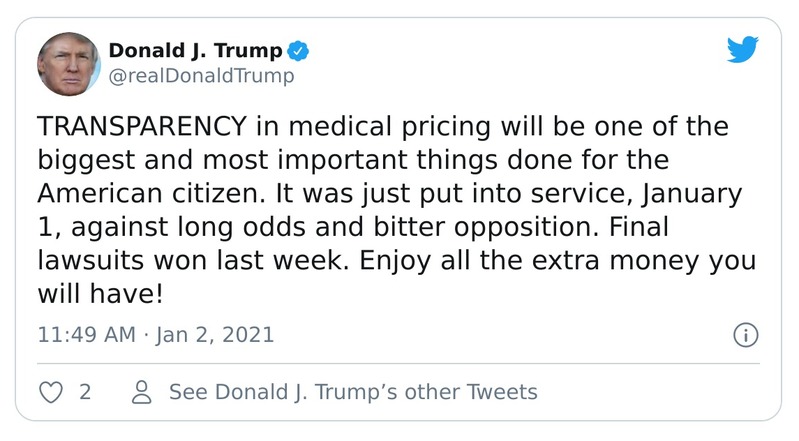 Donald J. Trump
@realDonaldTrump
TRANSPARENCY in medical pricing will be one of the
biggest and most important things done for the
American citizen. It was just put into service, January
1, against long odds and bitter opposition. Final
lawsuits won last week. Enjoy all the extra money you
will have!
11:49 AM · Jan 2, 2021
2 See Donald J. Trump’s other Tweets